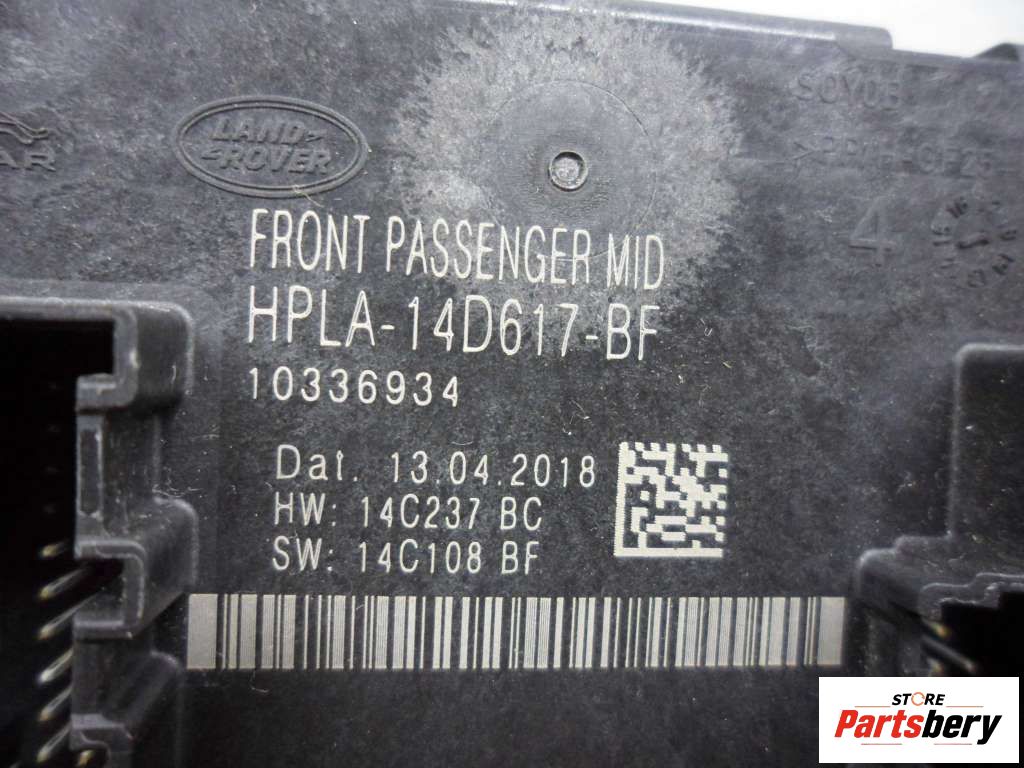 LAND
ROVER
FRONT PASSENGER MID
HPLA-14D617-BF
10336934
Dat. 13.04.2018
HW: 14C237 BC
SW: 14C108 BF
4
STORE
Partsbery